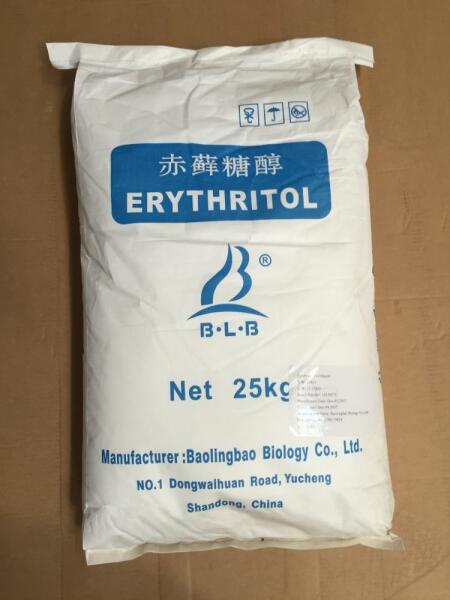 赤藓糖醇
ERYTHRITOL
®
B·L·B
Net 25kg
Manufacturer:Baolingbao Biology Co., Ltd.
NO.1 Dongwaihuan Road, Yucheng
Shandong, China